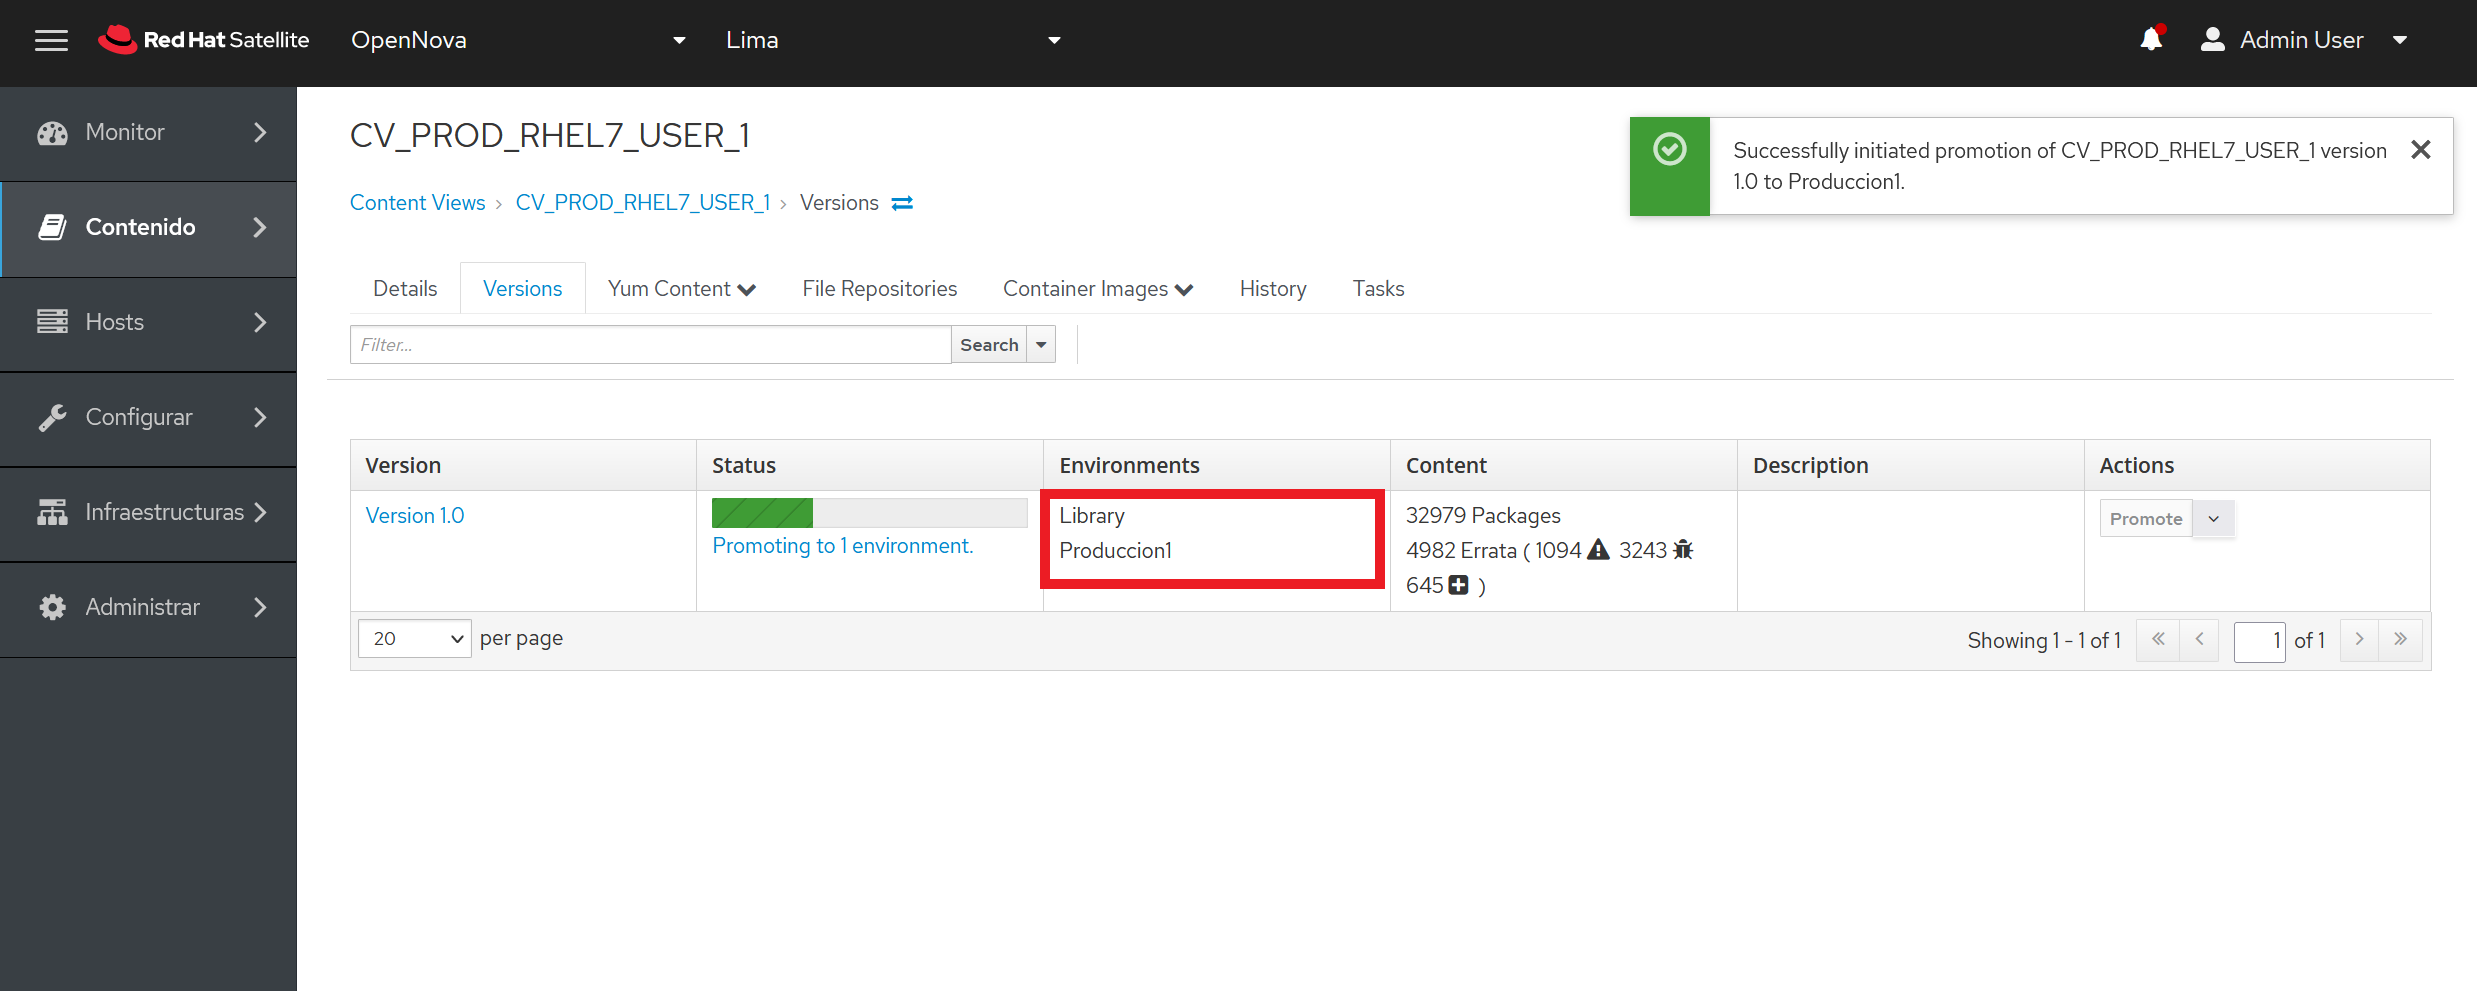 Red Hat Satellite OpenNova Lima Admin User
Monitor
Contenido
Hosts
Configurar
Infraestructuras
Administrar
CV_PROD_RHEL7_USER_1
Successfully initiated promotion of CV_PROD_RHEL7_USER_1 version
1.0 to Produccion1.
Content Views › CV_PROD_RHEL7_USER_1 › Versions
Details Versions Yum Content File Repositories Container Images History Tasks
Filter... Search
Version Status Environments Content Description Actions
Version 1.0
Promoting to 1 environment.
Library
Produccion1
32979 Packages
4982 Errata ( 1094 3243
645 )
Promote
20 per page Showing 1 - 1 of 1 « ‹ 1 of 1 › »